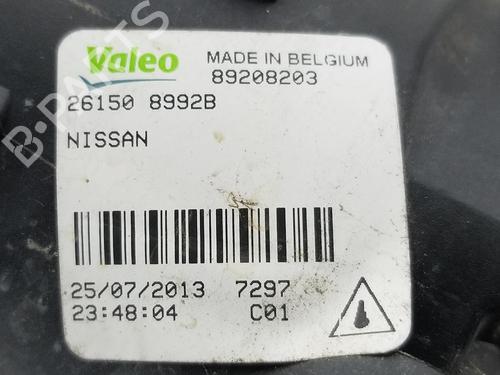 Valeo
MADE IN BELGIUM
89208203
26150 8992B
NISSAN
25/07/2013 7297
23:48:04 C01
B-PARTS